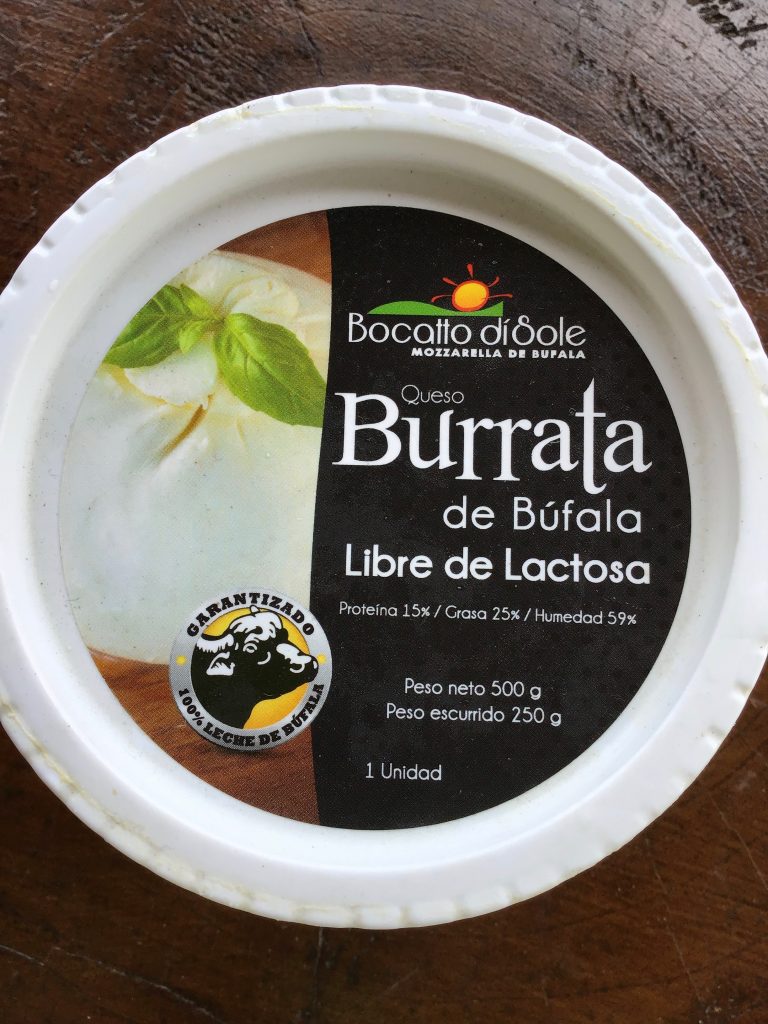 Bocatto di Sole
MOZZARELLA DE BUFALA
Queso
Burrata
de Búfala
Libre de Lactosa
Proteína 15% / Grasa 25% / Humedad 59%
GARANTIZADO
100% LECHE DE BÚFALA
Peso neto 500 g
Peso escurrido 250 g
1 Unidad